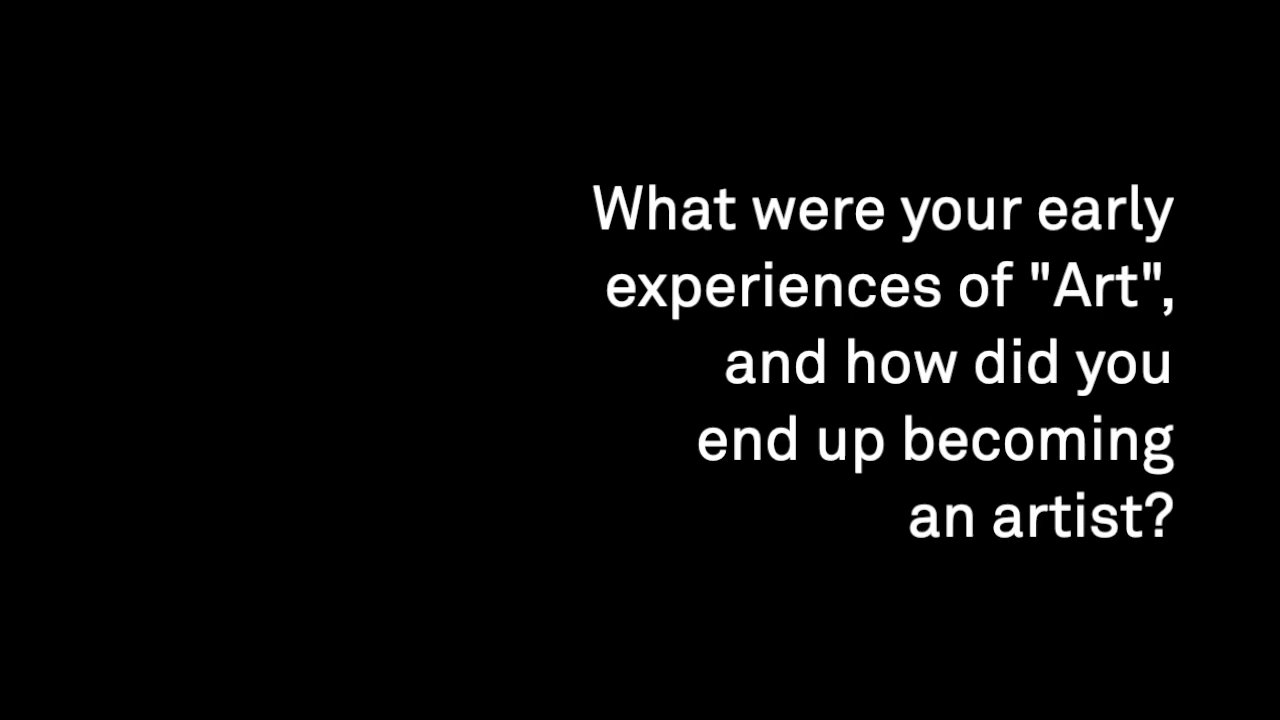 What were your early
experiences of "Art",
and how did you
end up becoming
an artist?